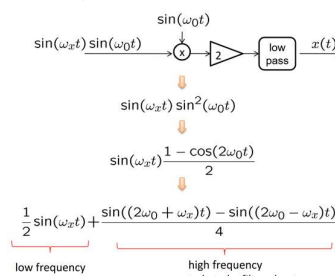 sin(ω₀t)
sin(ωₓt) sin(ω₀t) x 2 low pass x(t)
sin(ωₓt) sin²(ω₀t)
sin(ωₓt) (1 − cos(2ω₀t))/2
1/2 sin(ωₓt) + (sin((2ω₀ + ωₓ)t) − sin((2ω₀ − ωₓ)t))/4
low frequency high frequency